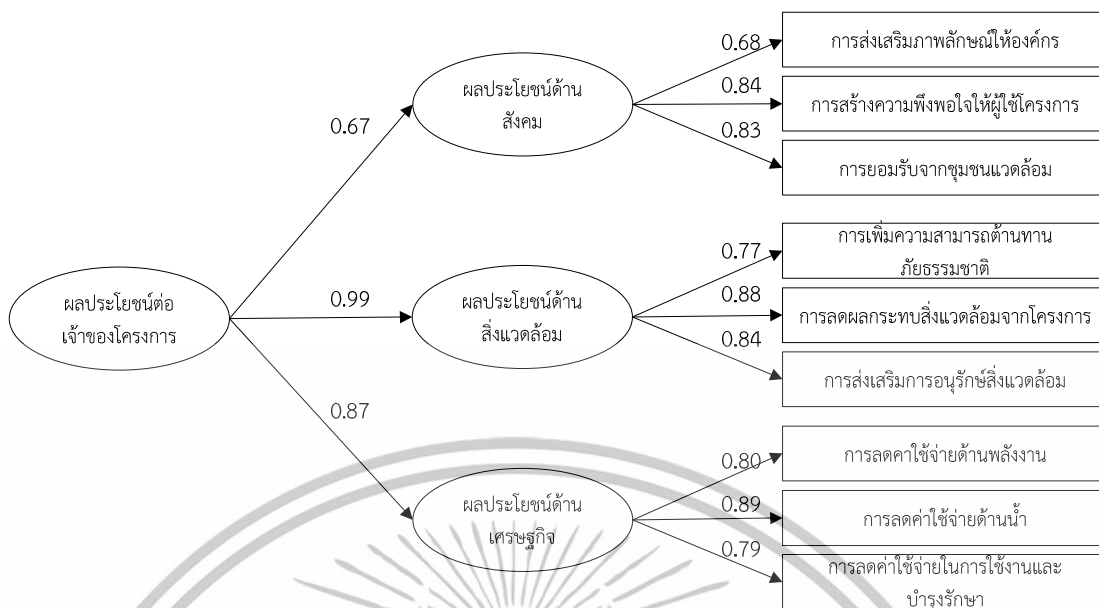 0.68
การส่งเสริมภาพลักษณ์ให้องค์กร
ผลประโยชน์ด้าน
สังคม
0.84
การสร้างความพึงพอใจให้ผู้ใช้โครงการ
0.67
0.83
การยอมรับจากชุมชนแวดล้อม
0.77
การเพิ่มความสามารถต้านทาน
ภัยธรรมชาติ
ผลประโยชน์ต่อ
เจ้าของโครงการ
0.99
ผลประโยชน์ด้าน
สิ่งแวดล้อม
0.88
การลดผลกระทบสิ่งแวดล้อมจากโครงการ
0.84
การส่งเสริมการอนุรักษ์สิ่งแวดล้อม
0.87
0.80
การลดค่าใช้จ่ายด้านพลังงาน
ผลประโยชน์ด้าน
เศรษฐกิจ
0.89
การลดค่าใช้จ่ายด้านน้ำ
0.79
การลดค่าใช้จ่ายในการใช้งานและ
บำรุงรักษา